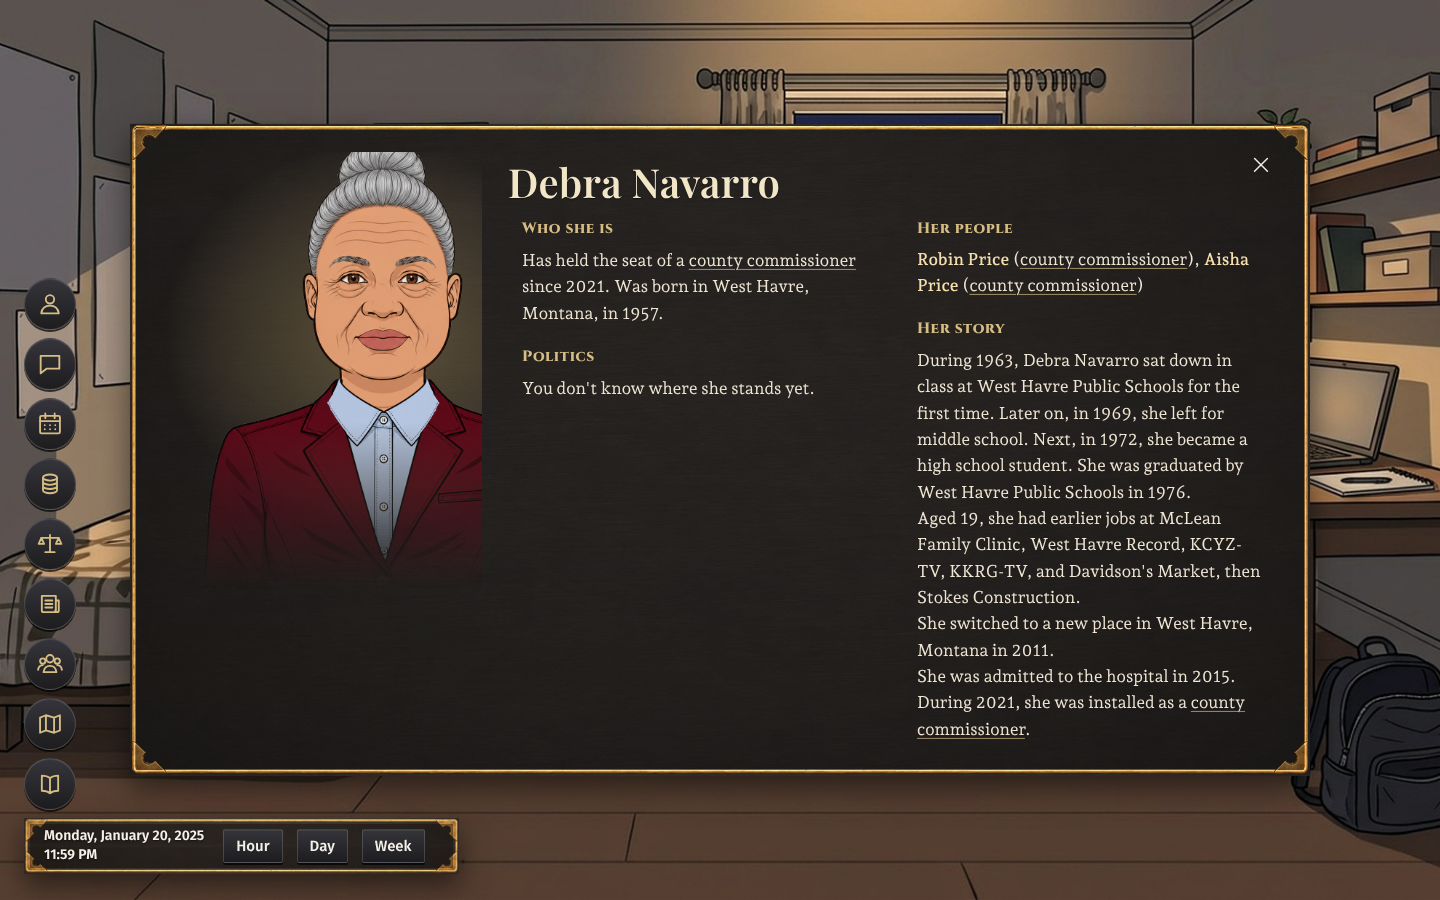 Debra Navarro
Who she is
Has held the seat of a county commissioner
since 2021. Was born in West Havre,
Montana, in 1957.
Politics
You don't know where she stands yet.
Her people
Robin Price (county commissioner), Aisha
Price (county commissioner)
Her story
During 1963, Debra Navarro sat down in
class at West Havre Public Schools for the
first time. Later on, in 1969, she left for
middle school. Next, in 1972, she became a
high school student. She was graduated by
West Havre Public Schools in 1976.
Aged 19, she had earlier jobs at McLean
Family Clinic, West Havre Record, KCYZ-
TV, KKRG-TV, and Davidson's Market, then
Stokes Construction.
She switched to a new place in West Havre,
Montana in 2011.
She was admitted to the hospital in 2015.
During 2021, she was installed as a county
commissioner.
Monday, January 20, 2025
11:59 PM
Hour
Day
Week